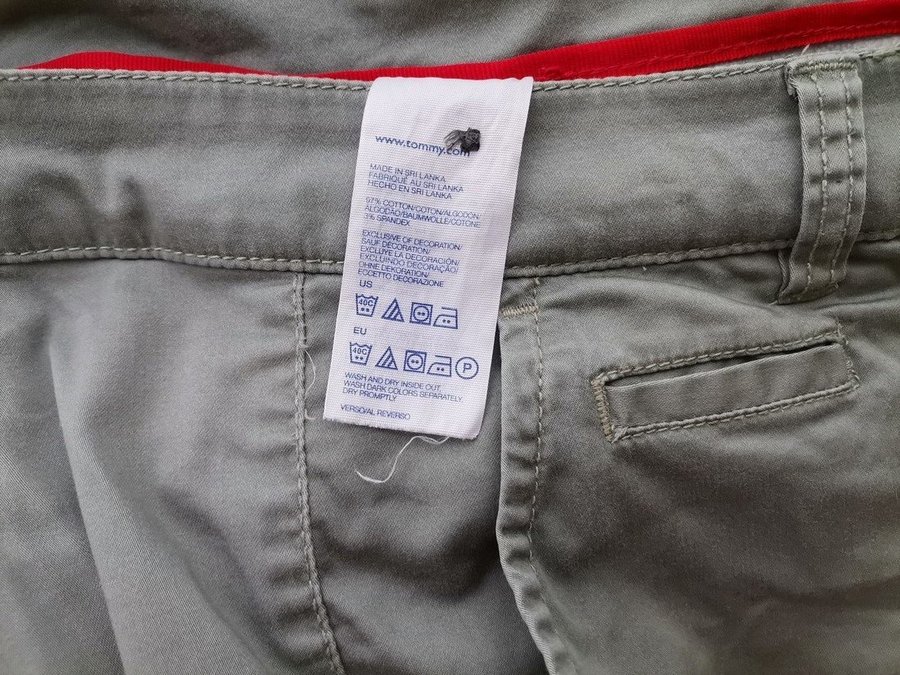 www.tommy.com
MADE IN SRI LANKA
FABRIQUÉ AU SRI LANKA
HECHO EN SRI LANKA
97% COTTON/COTON/ALGODON
ALGODÃO/BAUMWOLLE/COTONE
3% SPANDEX
EXCLUSIVE OF DECORATION/
SAUF DÉCORATION/
EXCLUYE LA DECORACIÓN/
EXCLUINDO DECORAÇÃO/
OHNE DEKORATION/
ECCETTO DECORAZIONE
US
40C
EU
40C P
WASH AND DRY INSIDE OUT.
WASH DARK COLORS SEPARATELY.
DRY PROMPTLY
VERSO/AL REVERSO